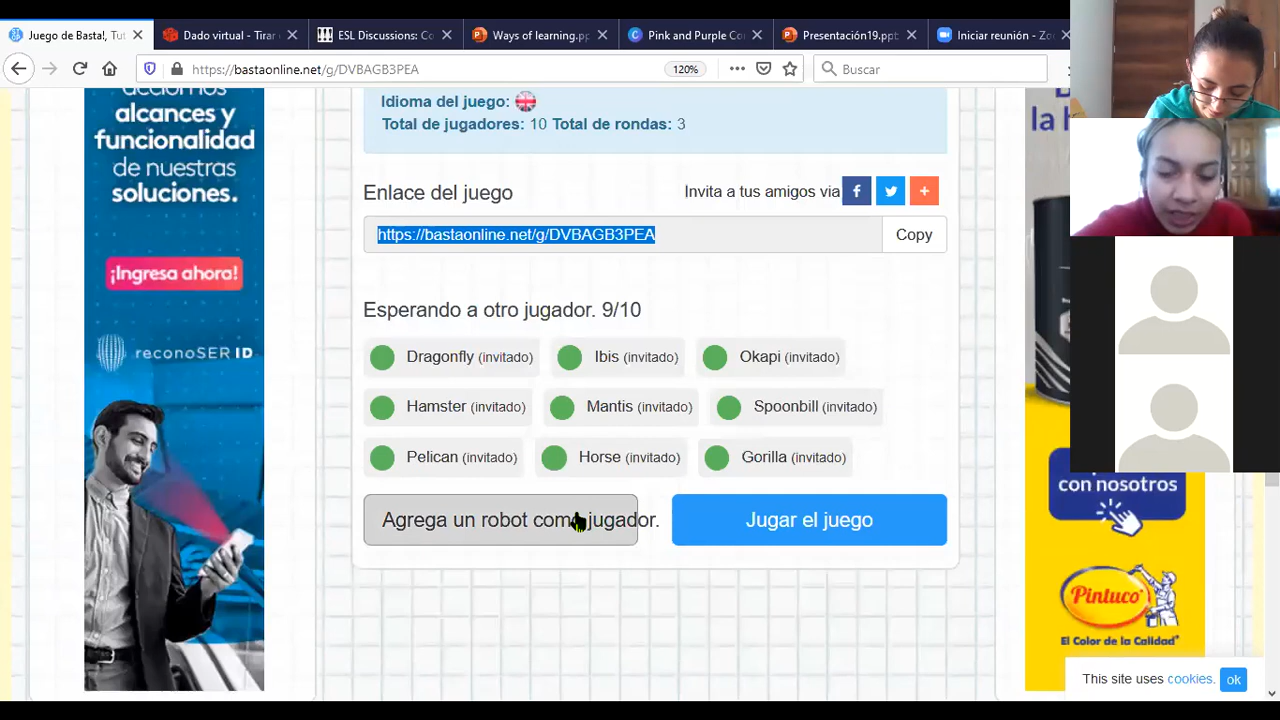 Juego de Basta!, Tut
Dado virtual - Tirar
ESL Discussions: Co
Ways of learning.pp
Pink and Purple Co
Presentación19.ppt
Iniciar reunión - Zo
https://bastaonline.net/g/DVBAGB3PEA
120%
Buscar
alcances y
funcionalidad
de nuestras
soluciones.
¡Ingresa ahora!
reconoSER ID
Idioma del juego:
Total de jugadores: 10 Total de rondas: 3
Enlace del juego
Invita a tus amigos via
https://bastaonline.net/g/DVBAGB3PEA
Copy
Esperando a otro jugador. 9/10
Dragonfly (invitado)
Ibis (invitado)
Okapi (invitado)
Hamster (invitado)
Mantis (invitado)
Spoonbill (invitado)
Pelican (invitado)
Horse (invitado)
Gorilla (invitado)
Agrega un robot como jugador.
Jugar el juego
la
con nosotros
Pintuco
El Color de la Calidad
This site uses cookies.
ok